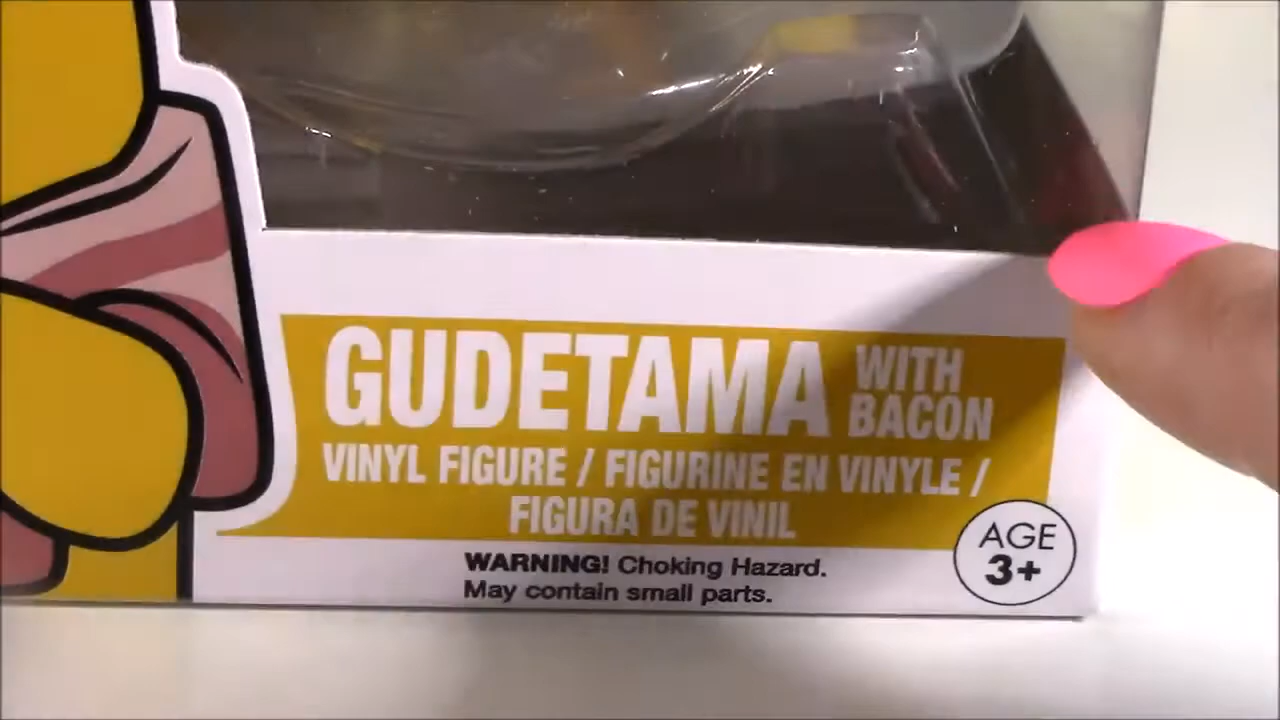 GUDETAMA WITH BACON
VINYL FIGURE / FIGURINE EN VINYLE /
FIGURA DE VINIL
WARNING! Choking Hazard.
May contain small parts.
AGE
3+